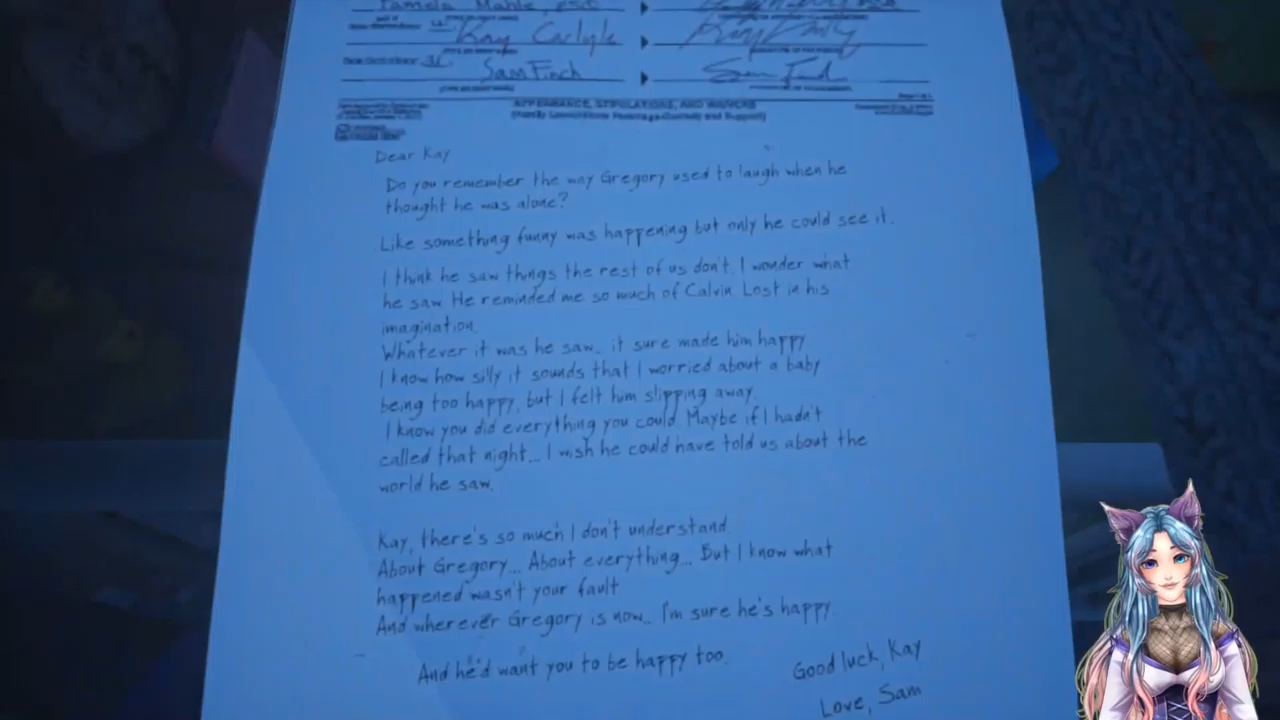 Kay Carlyle
Sam Finch
APPEARANCE, STIPULATIONS, AND WAIVERS
Dear Kay
Do you remember the way Gregory used to laugh when he
thought he was alone?
Like something funny was happening but only he could see it.
I think he saw things the rest of us don't. I wonder what
he saw. He reminded me so much of Calvin. Lost in his
imagination.
Whatever it was he saw... it sure made him happy
I know how silly it sounds that I worried about a baby
being too happy, but I felt him slipping away.
I know you did everything you could. Maybe if I hadn't
called that night... I wish he could have told us about the
world he saw.
Kay, there's so much I don't understand.
About Gregory... About everything... But I know what
happened wasn't your fault
And wherever Gregory is now... I'm sure he's happy
And he'd want you to be happy too.
Good luck, Kay
Love, Sam